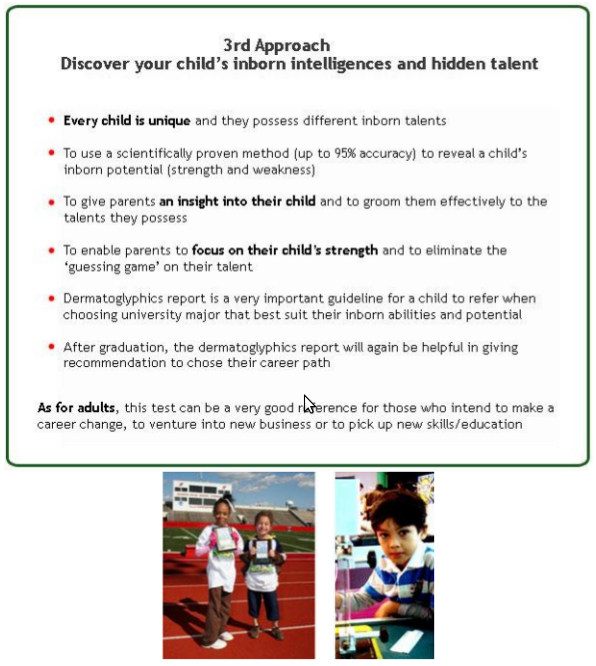 3rd Approach
Discover your child's inborn intelligences and hidden talent
Every child is unique and they possess different inborn talents
To use a scientifically proven method (up to 95% accuracy) to reveal a child's
inborn potential (strength and weakness)
To give parents an insight into their child and to groom them effectively to the
talents they possess
To enable parents to focus on their child's strength and to eliminate the
'guessing game' on their talent
Dermatoglyphics report is a very important guideline for a child to refer when
choosing university major that best suit their inborn abilities and potential
After graduation, the dermatoglyphics report will again be helpful in giving
recommendation to chose their career path
As for adults, this test can be a very good reference for those who intend to make a
career change, to venture into new business or to pick up new skills/education